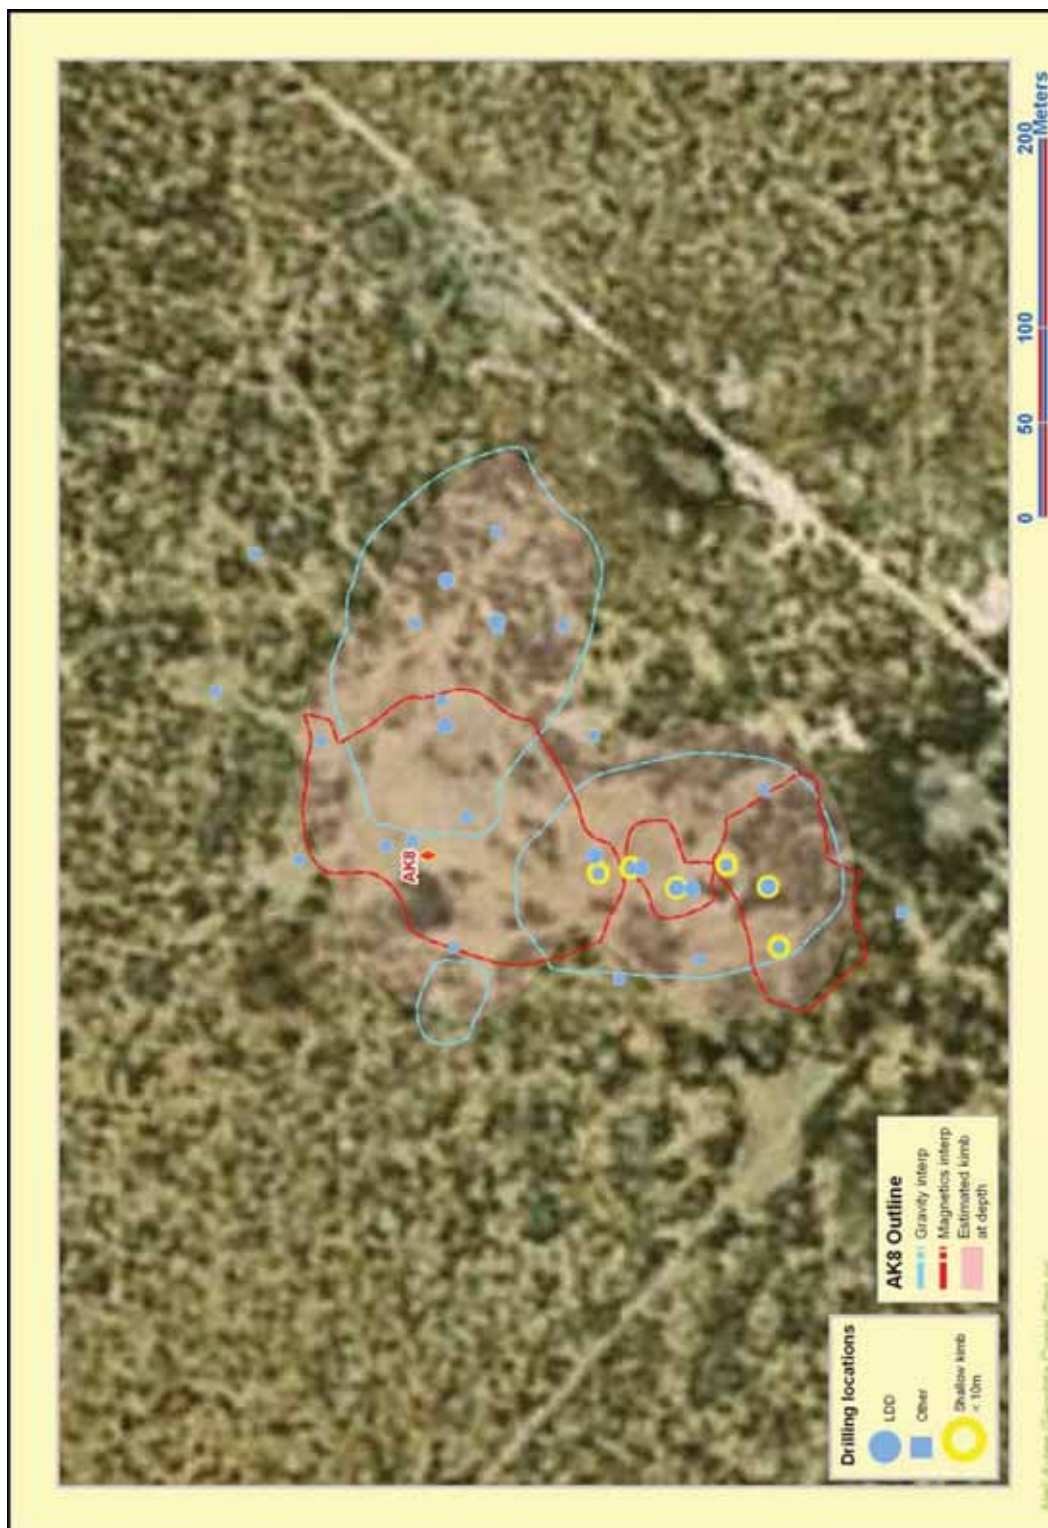 AK8
Drilling locations
LDD
Other
Shallow kimb
< 10m
AK8 Outline
Gravity interp
Magnetics interp
Estimated kimb
at depth
0 50 100 200
Meters